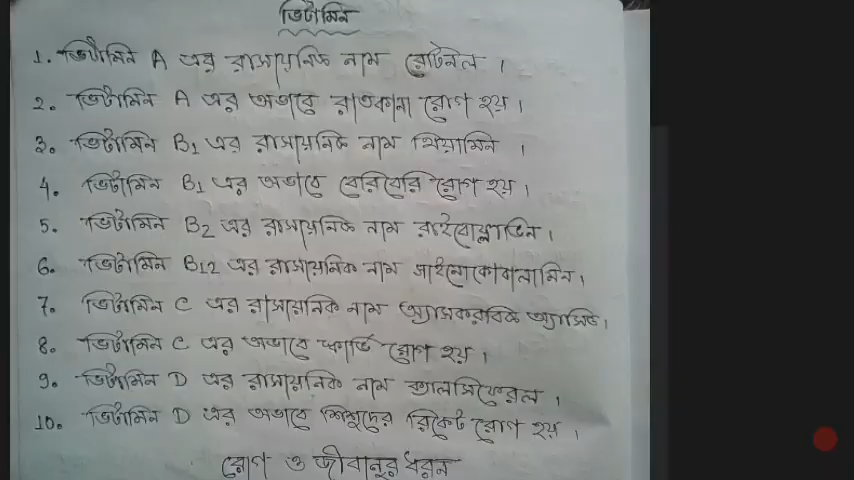 ভিটামিন
1. ভিটামিন A এর রাসায়নিক নাম রেটিনল ।
2. ভিটামিন A এর অভাবে রাতকানা রোগ হয় ।
3. ভিটামিন B1 এর রাসায়নিক নাম থিয়ামিন ।
4. ভিটামিন B1 এর অভাবে বেরিবেরি রোগ হয় ।
5. ভিটামিন B2 এর রাসায়নিক নাম রাইবোফ্লাভিন ।
6. ভিটামিন B12 এর রাসায়নিক নাম সাইনোকোবালামিন ।
7. ভিটামিন C এর রাসায়নিক নাম অ্যাসকরবিক অ্যাসিড ।
8. ভিটামিন C এর অভাবে স্কার্ভি রোগ হয় ।
9. ভিটামিন D এর রাসায়নিক নাম ক্যালসিফেরল ।
10. ভিটামিন D এর অভাবে শিশুদের রিকেট রোগ হয় ।
রোগ ও জীবানুর ধরন